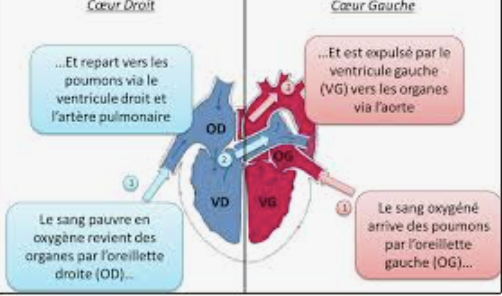 Cœur Droit
Cœur Gauche
...Et repart vers les
poumons via le
ventricule droit et
l'artère pulmonaire
...Et est expulsé par le
ventricule gauche
(VG) vers les organes
via l'aorte
OD
OG
VD
VG
1
2
1
Le sang pauvre en
oxygène revient des
organes par l'oreillette
droite (OD)...
Le sang oxygéné
arrive des poumons
par l'oreillette
gauche (OG)...